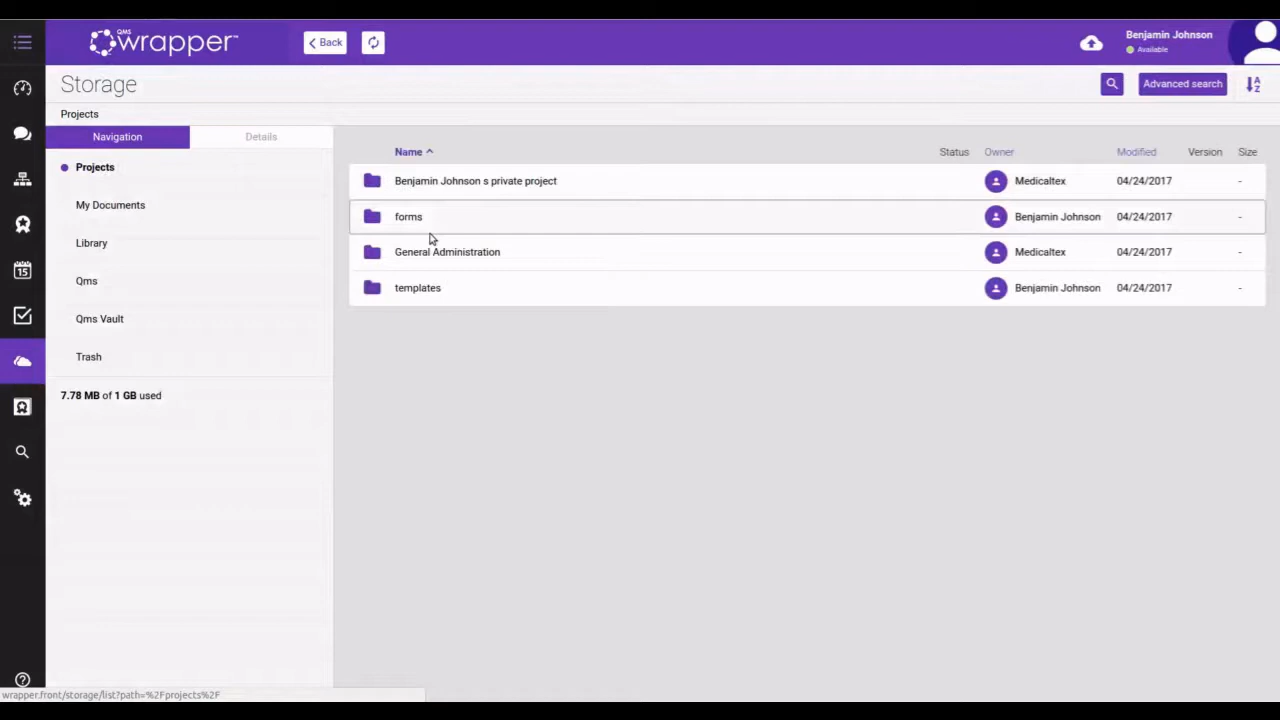 QMS
wrapper™
Back
Benjamin Johnson
Available
Storage
Advanced search
A
Z
Projects
Navigation
Details
Projects
My Documents
Library
Qms
Qms Vault
Trash
7.78 MB of 1 GB used
15
Name Status Owner Modified Version Size
Benjamin Johnson s private project Medicaltex 04/24/2017 -
forms Benjamin Johnson 04/24/2017 -
General Administration Medicaltex 04/24/2017 -
templates Benjamin Johnson 04/24/2017 -
?
wrapper.front/storage/list?path=%2Fprojects%2F